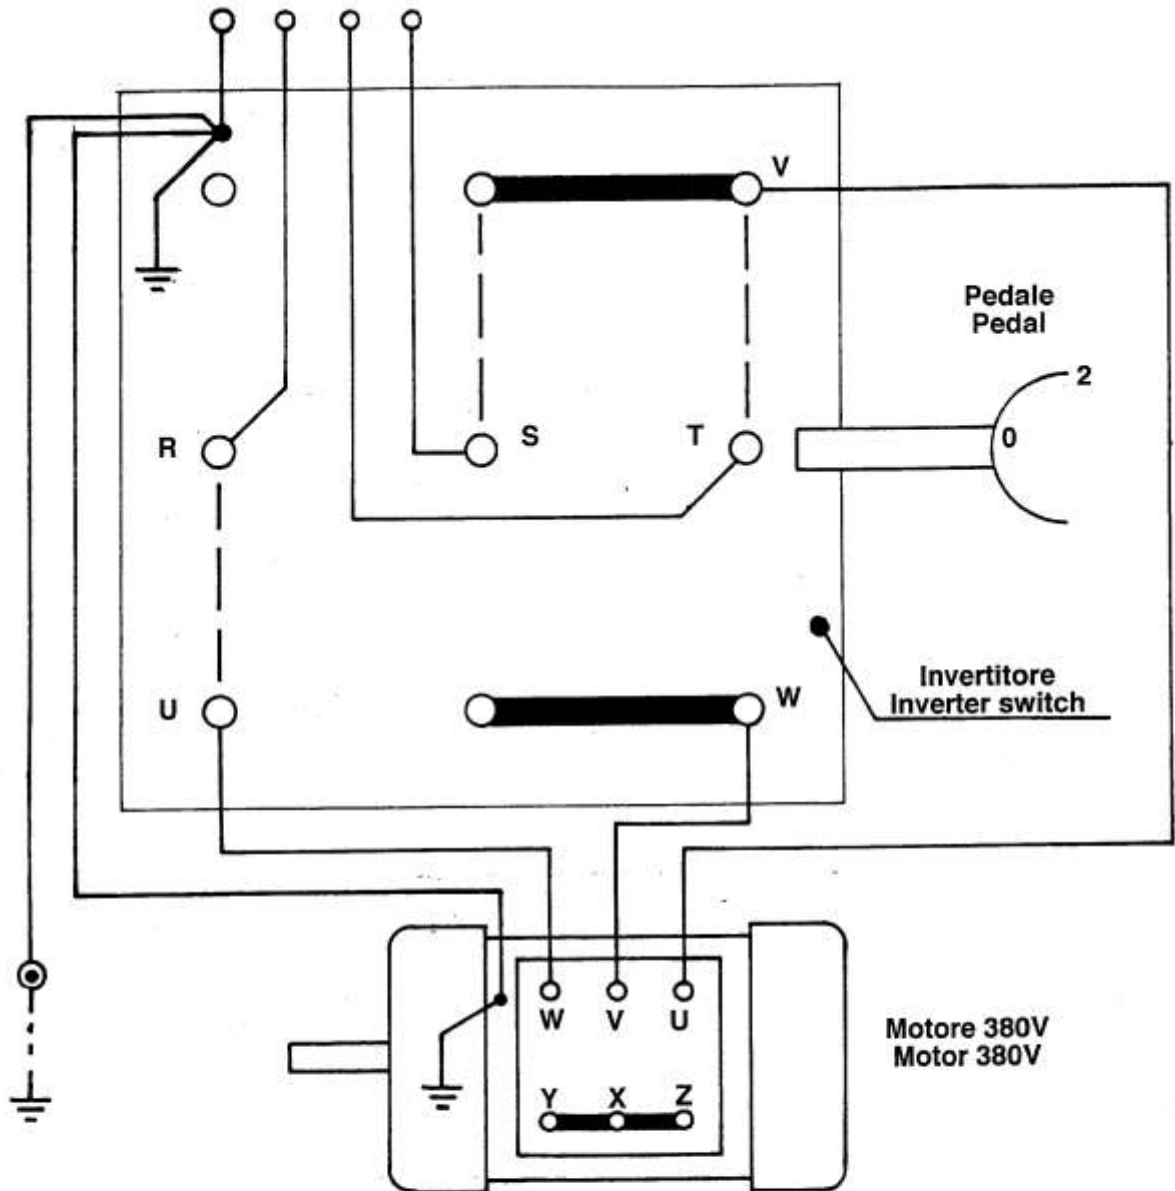 V
Pedale
Pedal
2
0
R
S
T
Invertitore
Inverter switch
U
W
W
V
U
Motore 380V
Motor 380V
Y
X
Z